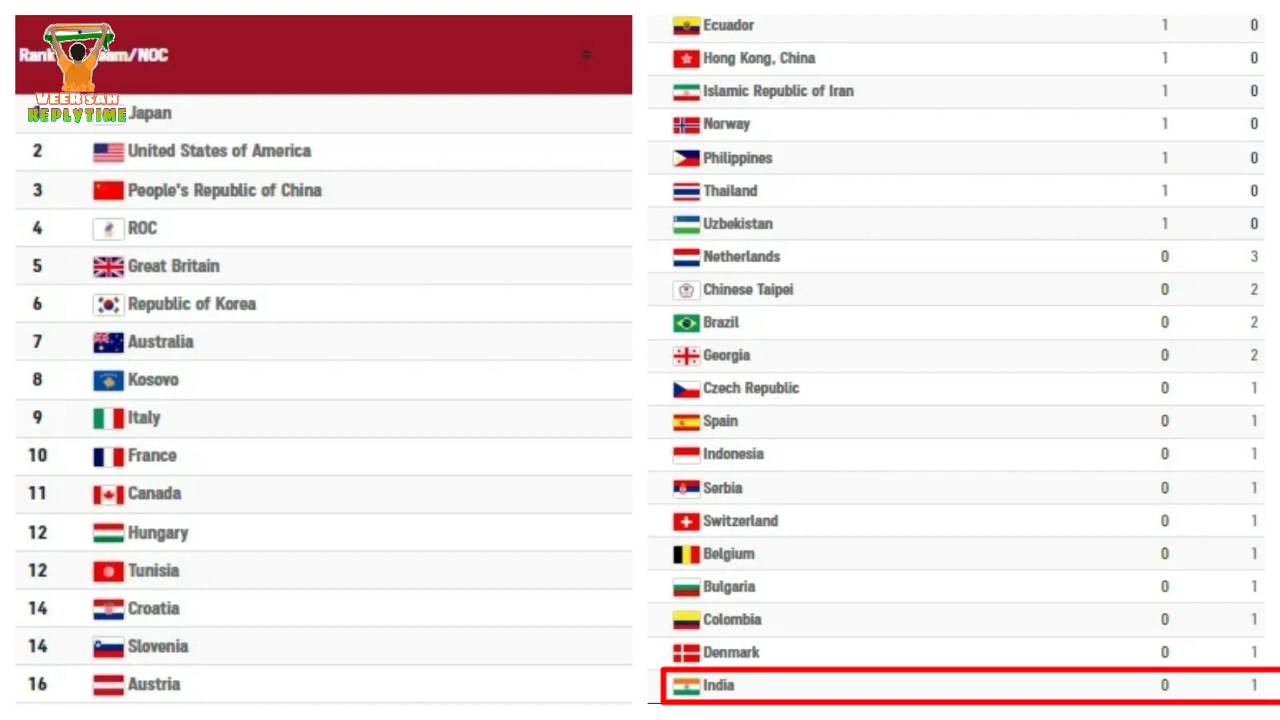 Rank Team/NOC
VEER SAH
REPLYTIME
1 Japan
2 United States of America
3 People's Republic of China
4 ROC
5 Great Britain
6 Republic of Korea
7 Australia
8 Kosovo
9 Italy
10 France
11 Canada
12 Hungary
12 Tunisia
14 Croatia
14 Slovenia
16 Austria
Ecuador 1 0
Hong Kong, China 1 0
Islamic Republic of Iran 1 0
Norway 1 0
Philippines 1 0
Thailand 1 0
Uzbekistan 1 0
Netherlands 0 3
Chinese Taipei 0 2
Brazil 0 2
Georgia 0 2
Czech Republic 0 1
Spain 0 1
Indonesia 0 1
Serbia 0 1
Switzerland 0 1
Belgium 0 1
Bulgaria 0 1
Colombia 0 1
Denmark 0 1
India 0 1